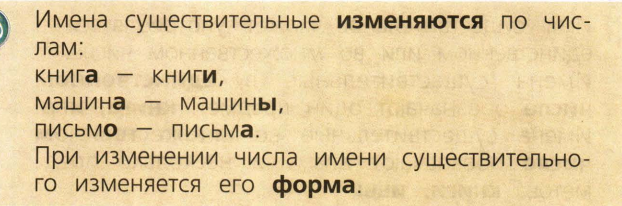 Имена существительные изменяются по чис-
лам:
книга – книги,
машина – машины,
письмо – письма.
При изменении числа имени существительно-
го изменяется его форма.